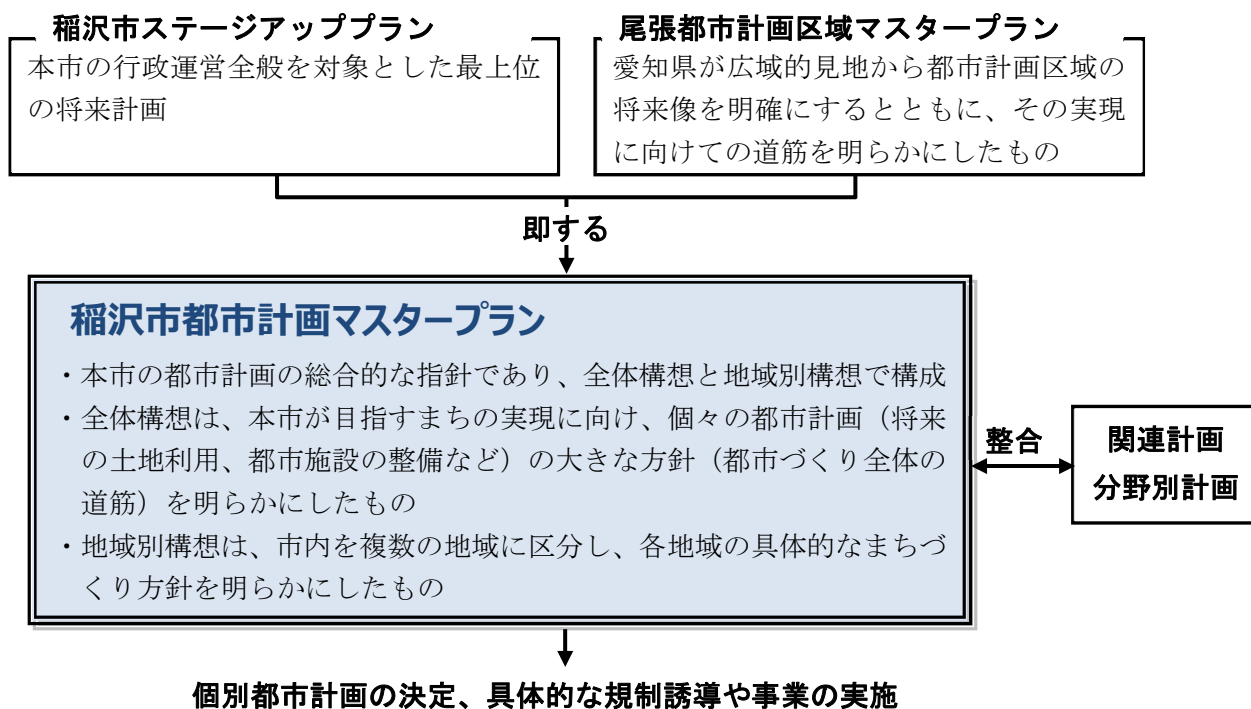 稲沢市ステージアッププラン
本市の行政運営全般を対象とした最上位
の将来計画
尾張都市計画区域マスタープラン
愛知県が広域的見地から都市計画区域の
将来像を明確にするとともに、その実現
に向けての道筋を明らかにしたもの
即する
稲沢市都市計画マスタープラン
・本市の都市計画の総合的な指針であり、全体構想と地域別構想で構成
・全体構想は、本市が目指すまちの実現に向け、個々の都市計画（将来
の土地利用、都市施設の整備など）の大きな方針（都市づくり全体の
道筋）を明らかにしたもの
・地域別構想は、市内を複数の地域に区分し、各地域の具体的なまちづ
くり方針を明らかにしたもの
整合
関連計画
分野別計画
個別都市計画の決定、具体的な規制誘導や事業の実施